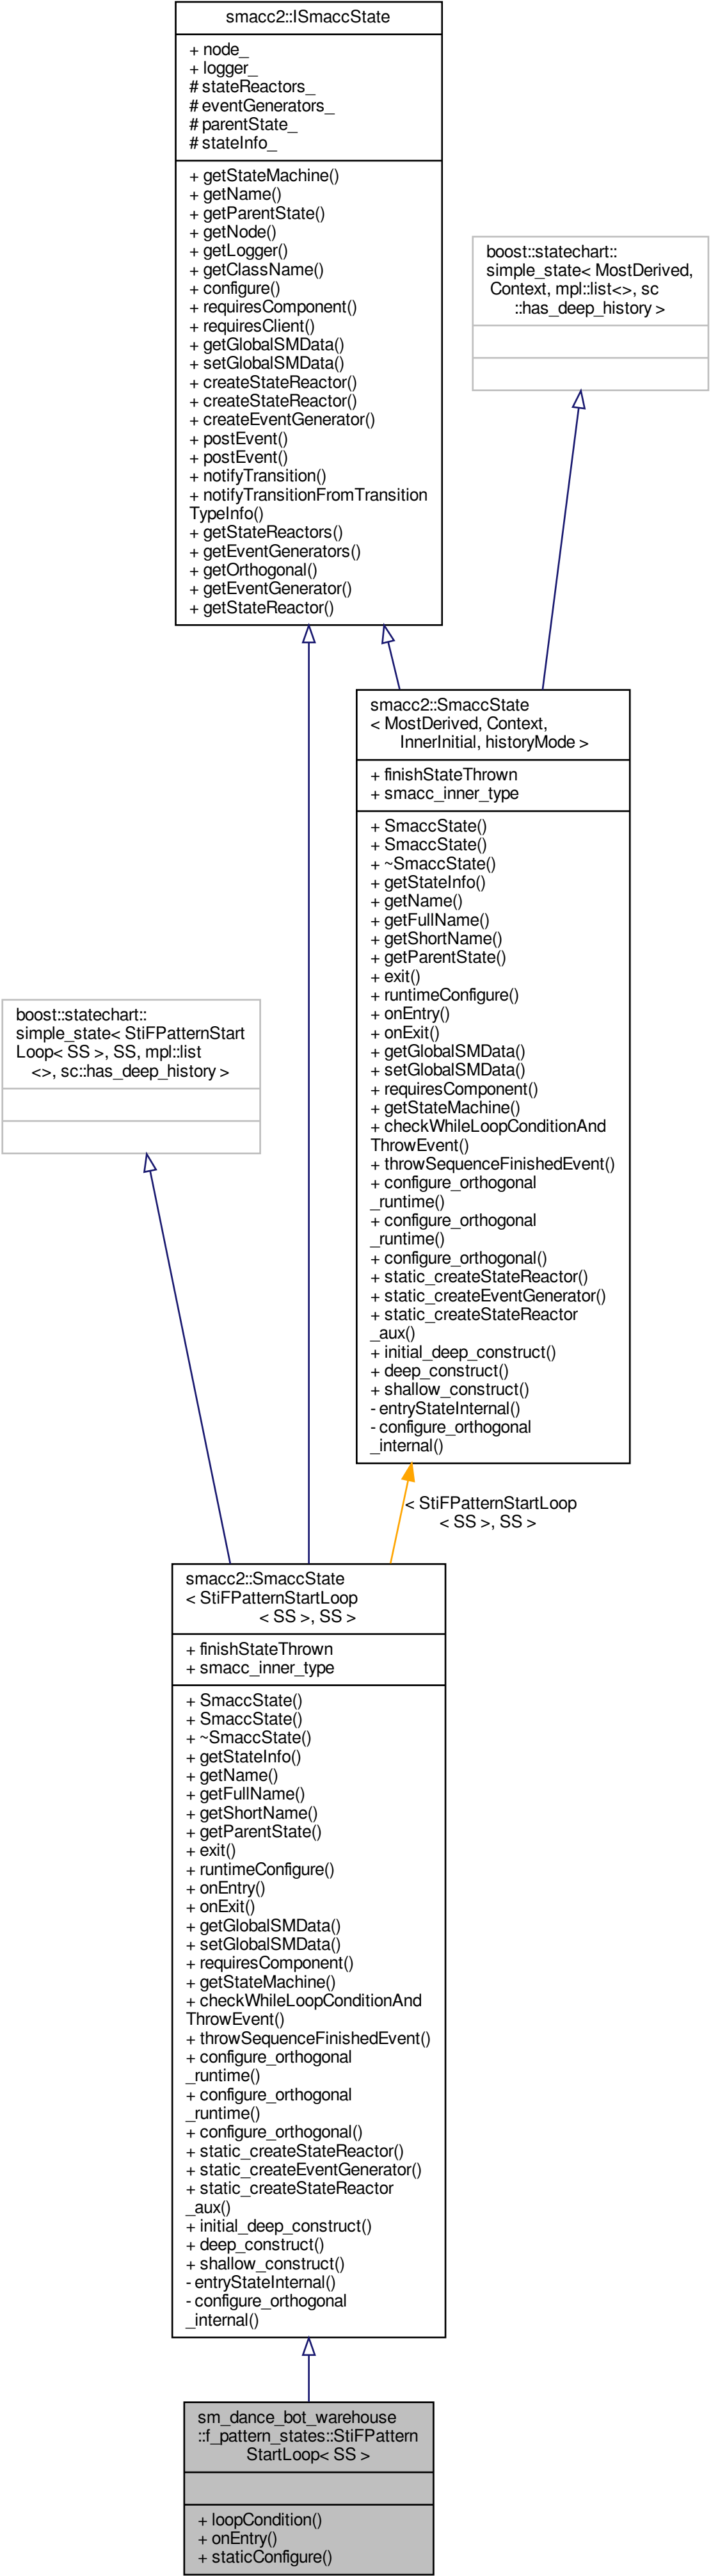 smacc2::ISmaccState
+ node_
+ logger_
# stateReactors_
# eventGenerators_
# parentState_
# stateInfo_
+ getStateMachine()
+ getName()
+ getParentState()
+ getNode()
+ getLogger()
+ getClassName()
+ configure()
+ requiresComponent()
+ requiresClient()
+ getGlobalSMData()
+ setGlobalSMData()
+ createStateReactor()
+ createStateReactor()
+ createEventGenerator()
+ postEvent()
+ postEvent()
+ notifyTransition()
+ notifyTransitionFromTransition
TypeInfo()
+ getStateReactors()
+ getEventGenerators()
+ getOrthogonal()
+ getEventGenerator()
+ getStateReactor()
boost::statechart::
simple_state< MostDerived,
Context, mpl::list<>, sc
::has_deep_history >
smacc2::SmaccState
< MostDerived, Context,
InnerInitial, historyMode >
+ finishStateThrown
+ smacc_inner_type
+ SmaccState()
+ SmaccState()
+ ~SmaccState()
+ getStateInfo()
+ getName()
+ getFullName()
+ getShortName()
+ getParentState()
+ exit()
+ runtimeConfigure()
+ onEntry()
+ onExit()
+ getGlobalSMData()
+ setGlobalSMData()
+ requiresComponent()
+ getStateMachine()
+ checkWhileLoopConditionAnd
ThrowEvent()
+ throwSequenceFinishedEvent()
+ configure_orthogonal
_runtime()
+ configure_orthogonal
_runtime()
+ configure_orthogonal()
+ static_createStateReactor()
+ static_createEventGenerator()
+ static_createStateReactor
_aux()
+ initial_deep_construct()
+ deep_construct()
+ shallow_construct()
- entryStateInternal()
- configure_orthogonal
_internal()
boost::statechart::
simple_state< StiFPatternStart
Loop< SS >, SS, mpl::list
<>, sc::has_deep_history >
< StiFPatternStartLoop
< SS >, SS >
smacc2::SmaccState
< StiFPatternStartLoop
< SS >, SS >
+ finishStateThrown
+ smacc_inner_type
+ SmaccState()
+ SmaccState()
+ ~SmaccState()
+ getStateInfo()
+ getName()
+ getFullName()
+ getShortName()
+ getParentState()
+ exit()
+ runtimeConfigure()
+ onEntry()
+ onExit()
+ getGlobalSMData()
+ setGlobalSMData()
+ requiresComponent()
+ getStateMachine()
+ checkWhileLoopConditionAnd
ThrowEvent()
+ throwSequenceFinishedEvent()
+ configure_orthogonal
_runtime()
+ configure_orthogonal
_runtime()
+ configure_orthogonal()
+ static_createStateReactor()
+ static_createEventGenerator()
+ static_createStateReactor
_aux()
+ initial_deep_construct()
+ deep_construct()
+ shallow_construct()
- entryStateInternal()
- configure_orthogonal
_internal()
sm_dance_bot_warehouse
::f_pattern_states::StiFPattern
StartLoop< SS >
+ loopCondition()
+ onEntry()
+ staticConfigure()